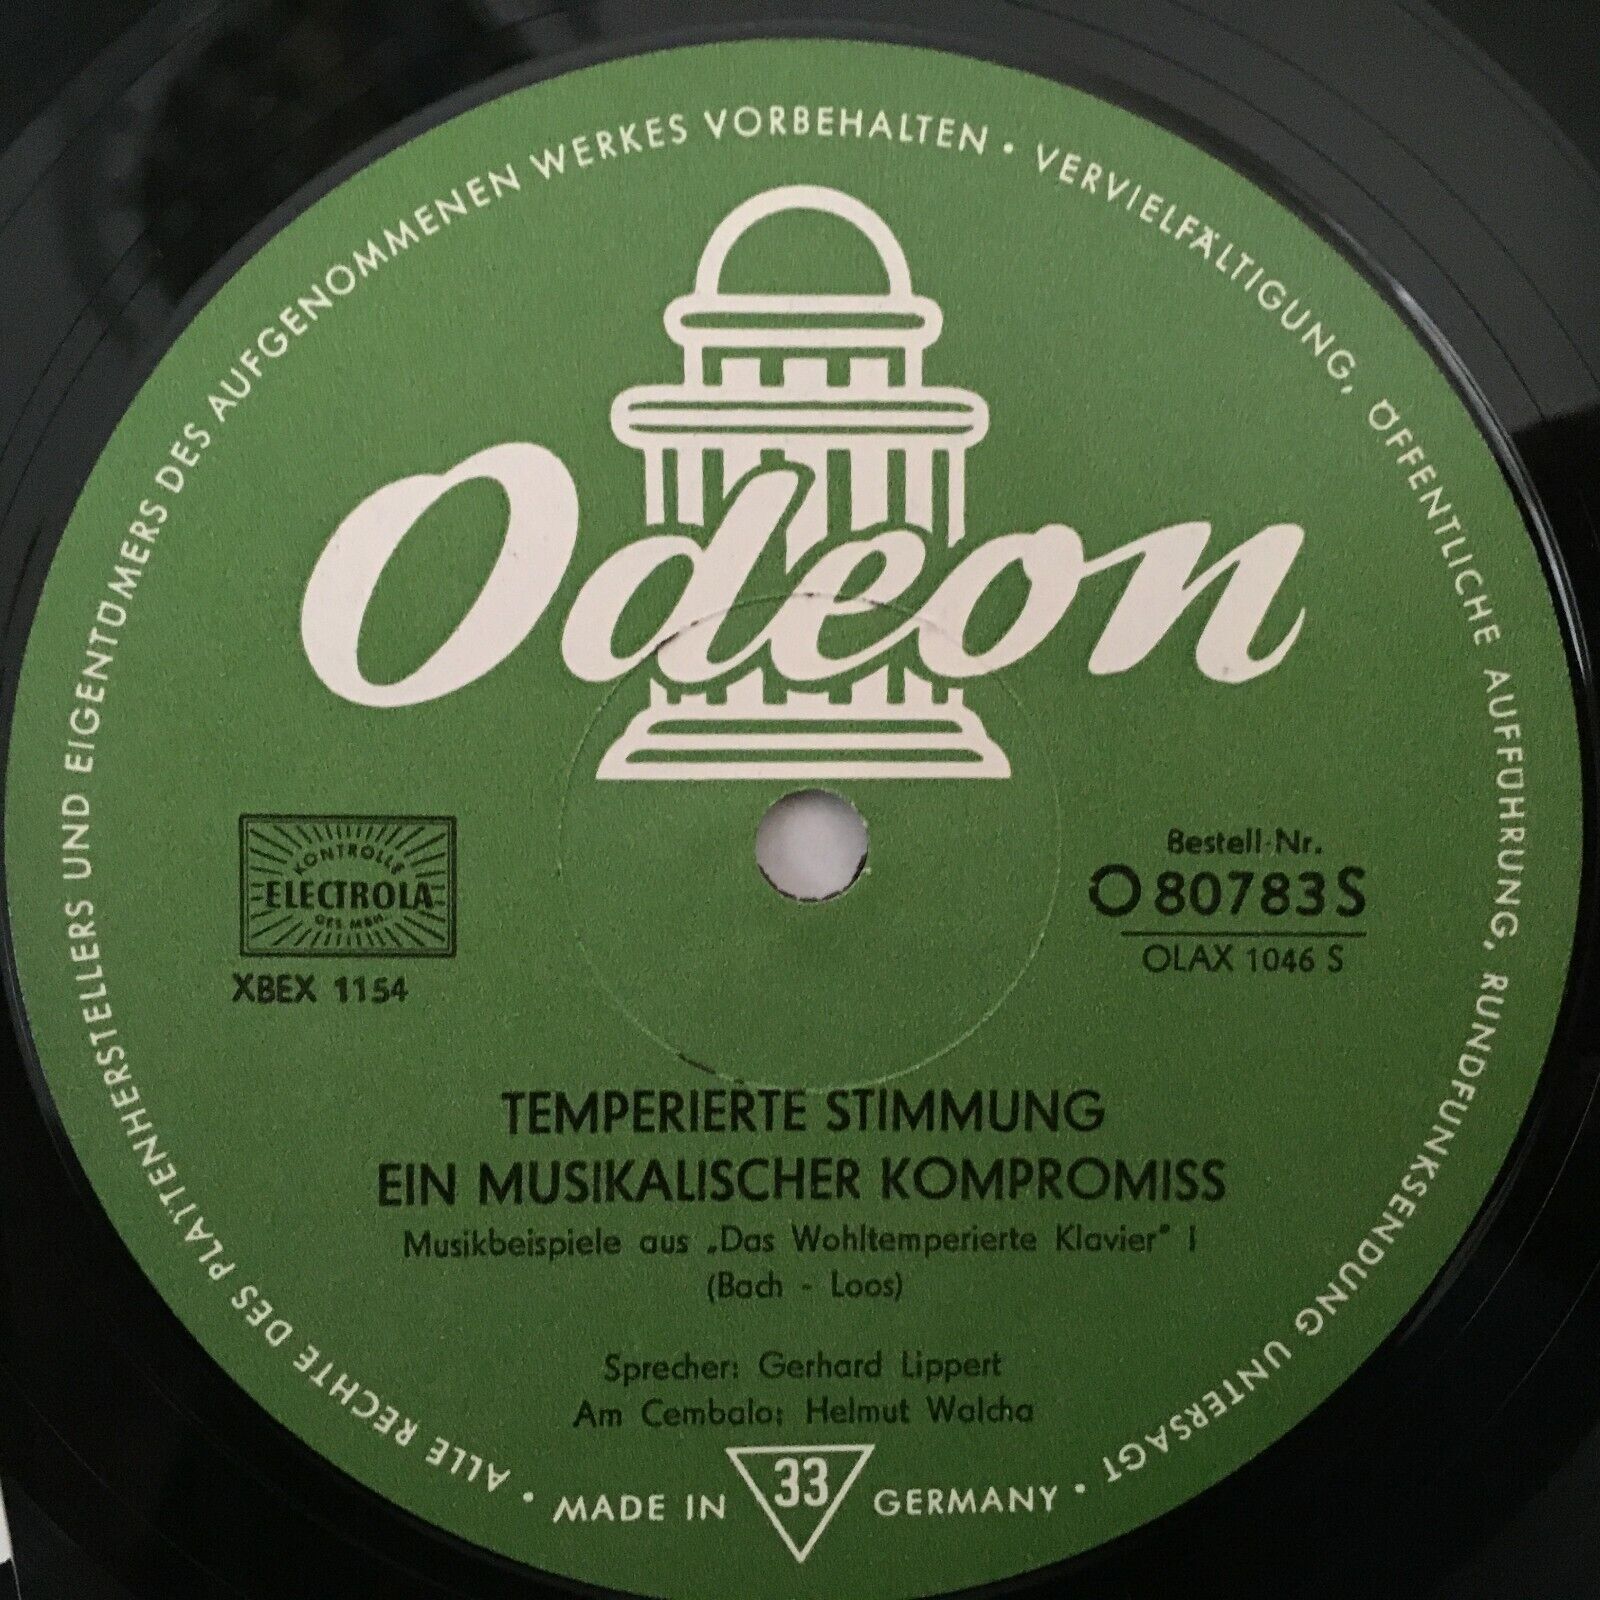 ALLE RECHTE DES PLATTENHERSTELLERS UND EIGENTÜMERS DES AUFGENOMMENEN WERKES VORBEHALTEN · VERVIELFÄLTIGUNG, ÖFFENTLICHE AUFFÜHRUNG, RUNDFUNKSENDUNG UNTERSAGT ·
Odeon
KONTROLLE
ELECTROLA
GES. MBH.
XBEX 1154
Bestell-Nr.
O 80783 S
OLAX 1046 S
TEMPERIERTE STIMMUNG
EIN MUSIKALISCHER KOMPROMISS
Musikbeispiele aus „Das Wohltemperierte Klavier" I
(Bach - Loos)
Sprecher: Gerhard Lippert
Am Cembalo: Helmut Walcha
· MADE IN 33 GERMANY ·